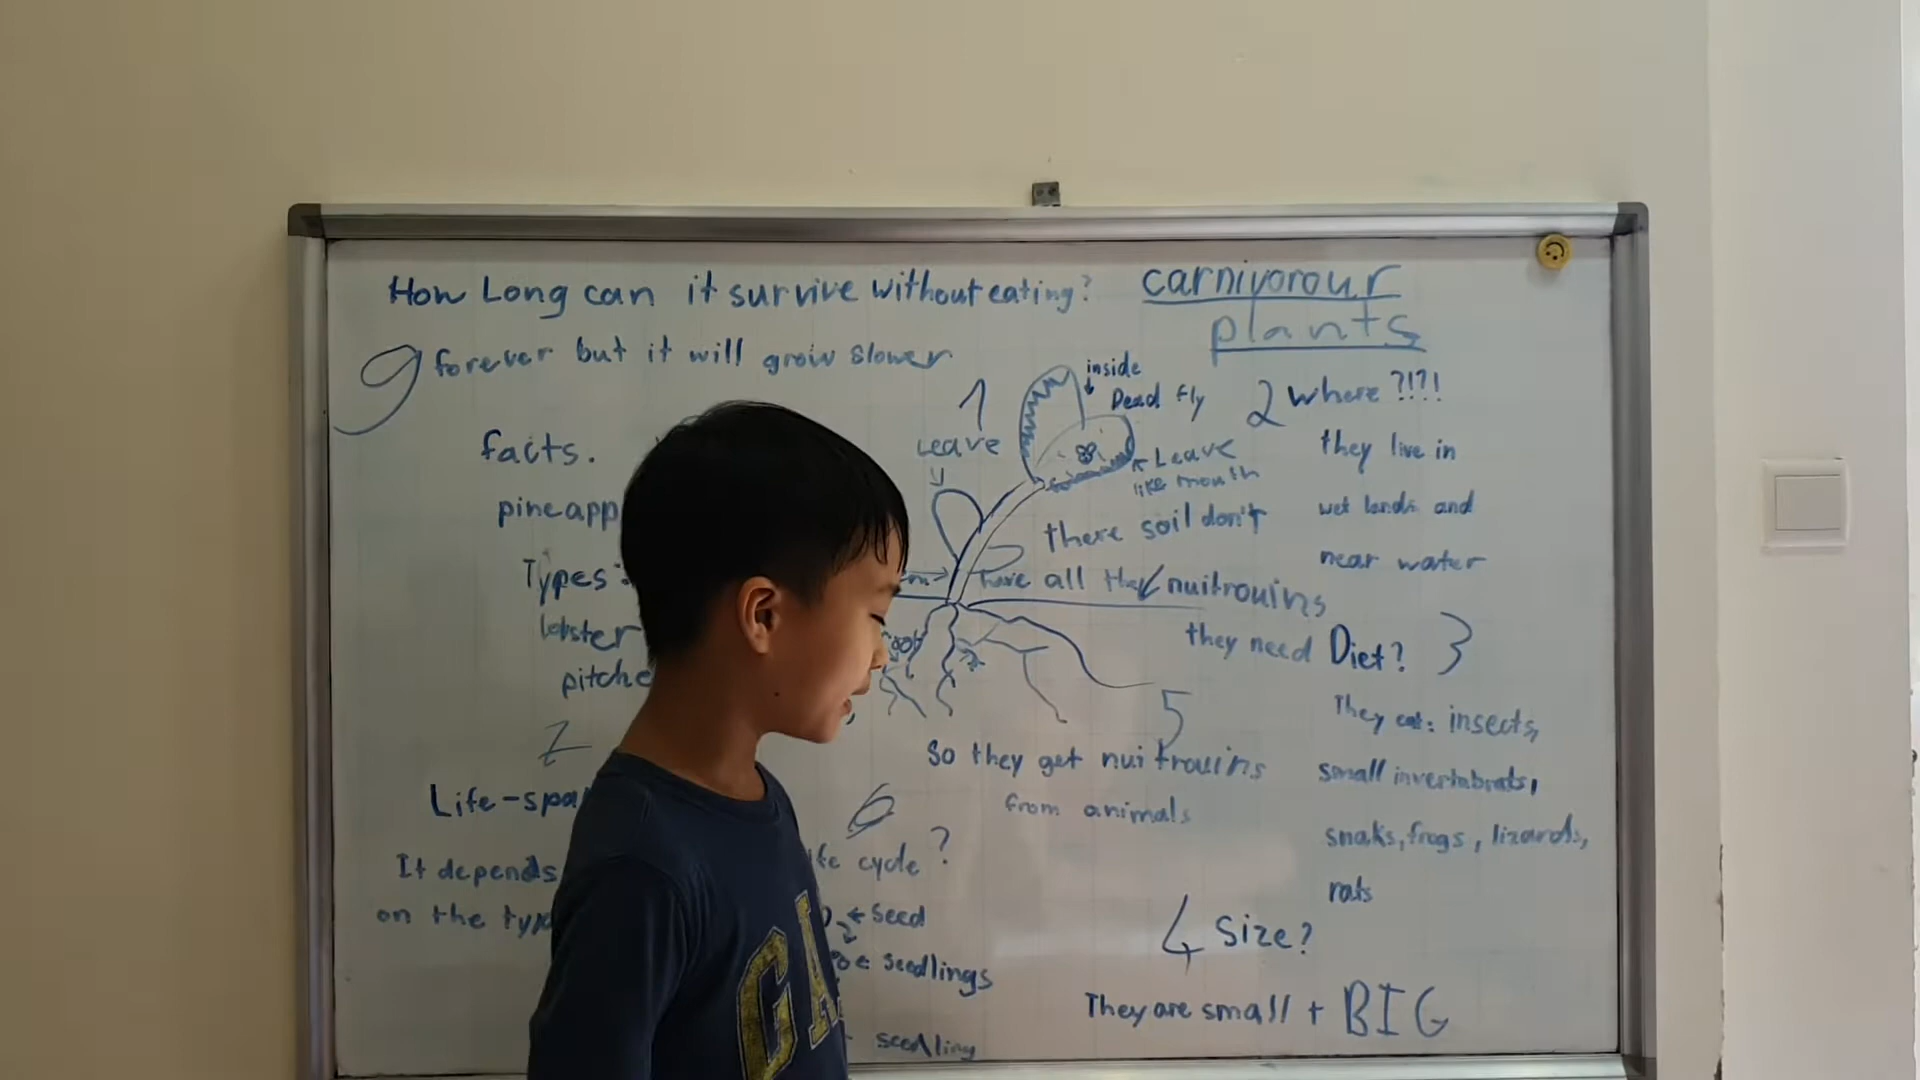 How Long can it survive without eating?
carnivorour
plants
9 forever but it will grow slower
inside
Dead fly
1
Leave
Leave
like mouth
2 where ?!?!
they live in
wet lands and
near water
facts.
pineapp
Types:
lobster
pitche
there soil don't
have all the nuitrouins
they need
Diet? 3
They eat: insects,
small invertabrats,
snaks, frogs, lizards,
rats
5
So they get nuitrouins
from animals
4 Size?
They are small + BIG
6
cycle?
Seed
Seedlings
seedling
Life-spa
It depends
on the typ
GA